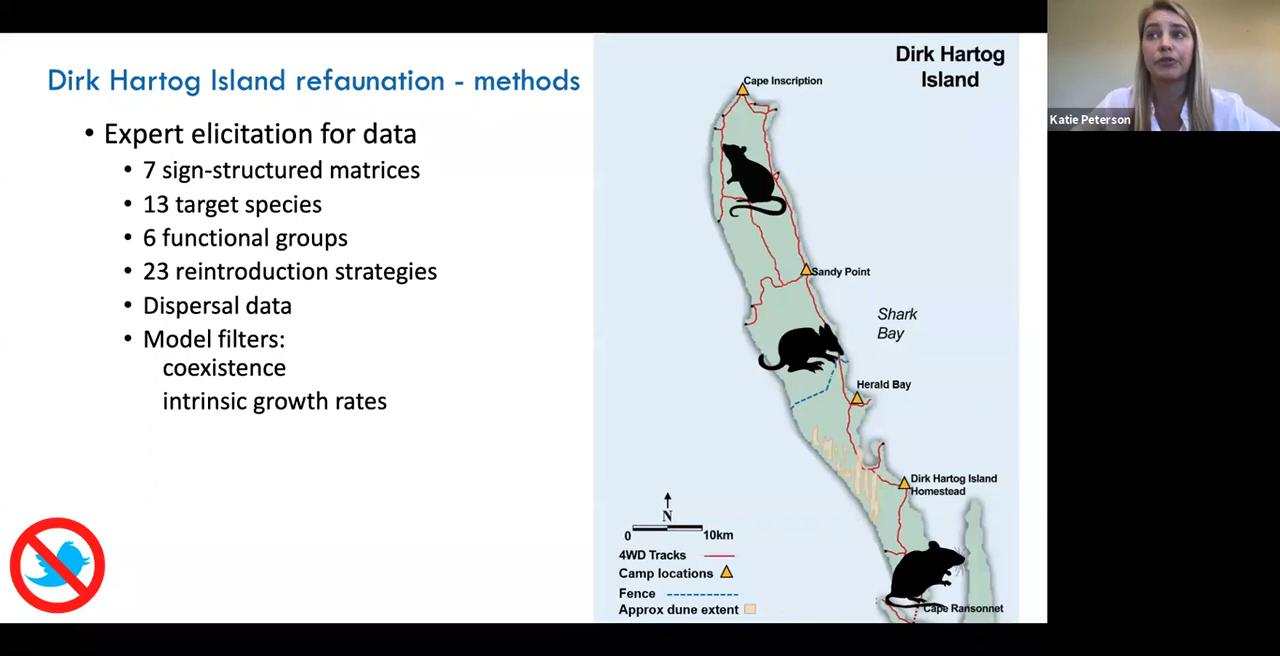 Dirk Hartog Island refaunation - methods
• Expert elicitation for data
• 7 sign-structured matrices
• 13 target species
• 6 functional groups
• 23 reintroduction strategies
• Dispersal data
• Model filters:
coexistence
intrinsic growth rates
Dirk Hartog
Island
Cape Inscription
Sandy Point
Shark
Bay
Herald Bay
Dirk Hartog Island
Homestead
Cape Ransonnet
N
0 10km
4WD Tracks
Camp locations
Fence
Approx dune extent
Katie Peterson